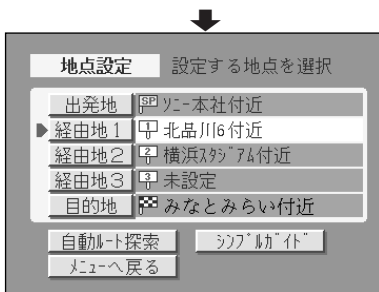 地点設定 設定する地点を選択
出発地 SP ソニー本社付近
経由地1 1 北品川6付近
経由地2 2 横浜スタジアム付近
経由地3 3 未設定
目的地 みなとみらい付近
自動ルート探索 シンプルガイド
メニューへ戻る